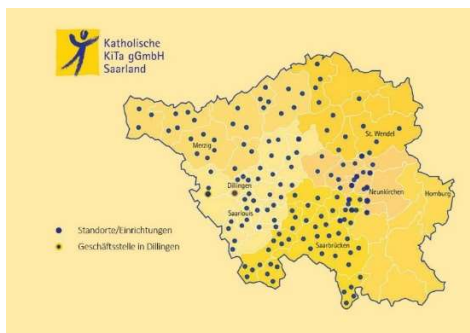 Katholische
KiTa gGmbH
Saarland
St. Wendel
Merzig
Dillingen
Neunkirchen
Homburg
Saarlouis
Standorte/Einrichtungen
Saarbrücken
Geschäftsstelle in Dillingen